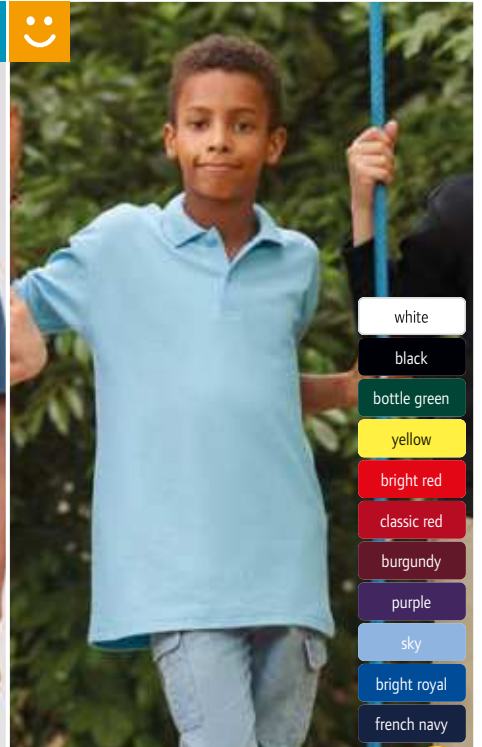 white
black
bottle green
yellow
bright red
classic red
burgundy
purple
sky
bright royal
french navy